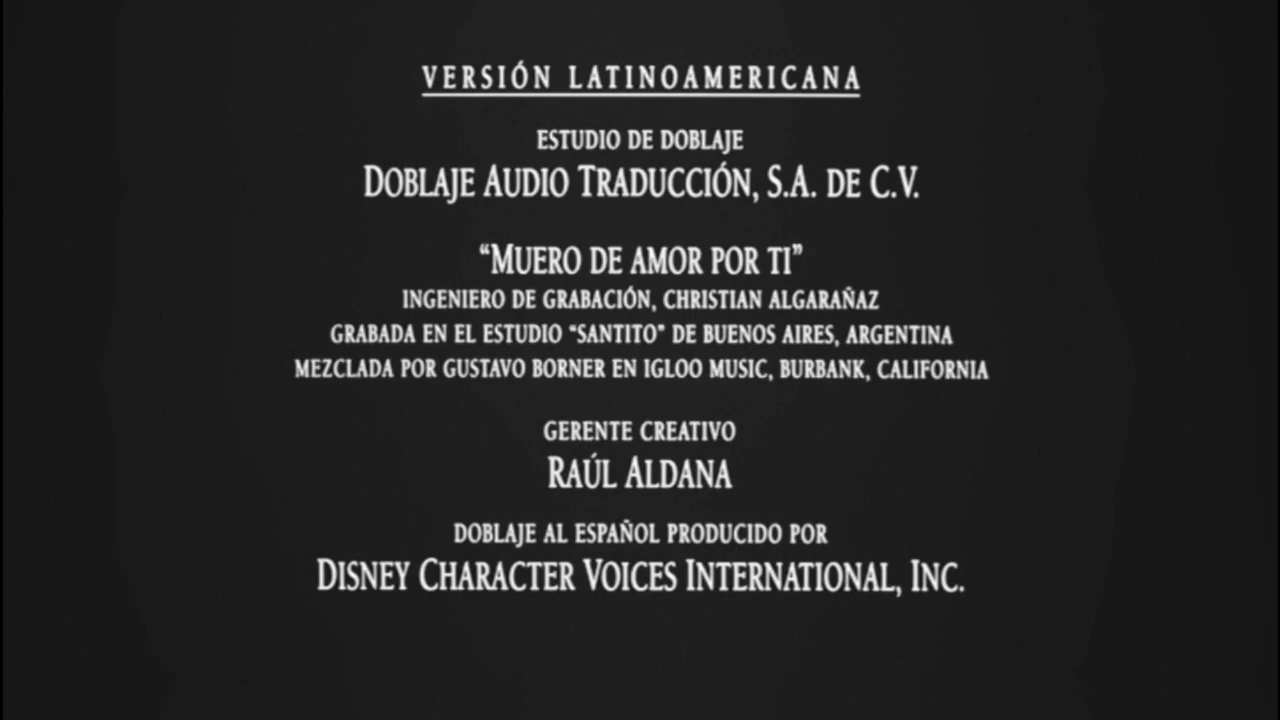 VERSIÓN LATINOAMERICANA
ESTUDIO DE DOBLAJE
DOBLAJE AUDIO TRADUCCIÓN, S.A. DE C.V.
“MUERO DE AMOR POR TI”
INGENIERO DE GRABACIÓN, CHRISTIAN ALGARAÑAZ
GRABADA EN EL ESTUDIO “SANTITO” DE BUENOS AIRES, ARGENTINA
MEZCLADA POR GUSTAVO BORNER EN IGLOO MUSIC, BURBANK, CALIFORNIA
GERENTE CREATIVO
RAÚL ALDANA
DOBLAJE AL ESPAÑOL PRODUCIDO POR
DISNEY CHARACTER VOICES INTERNATIONAL, INC.